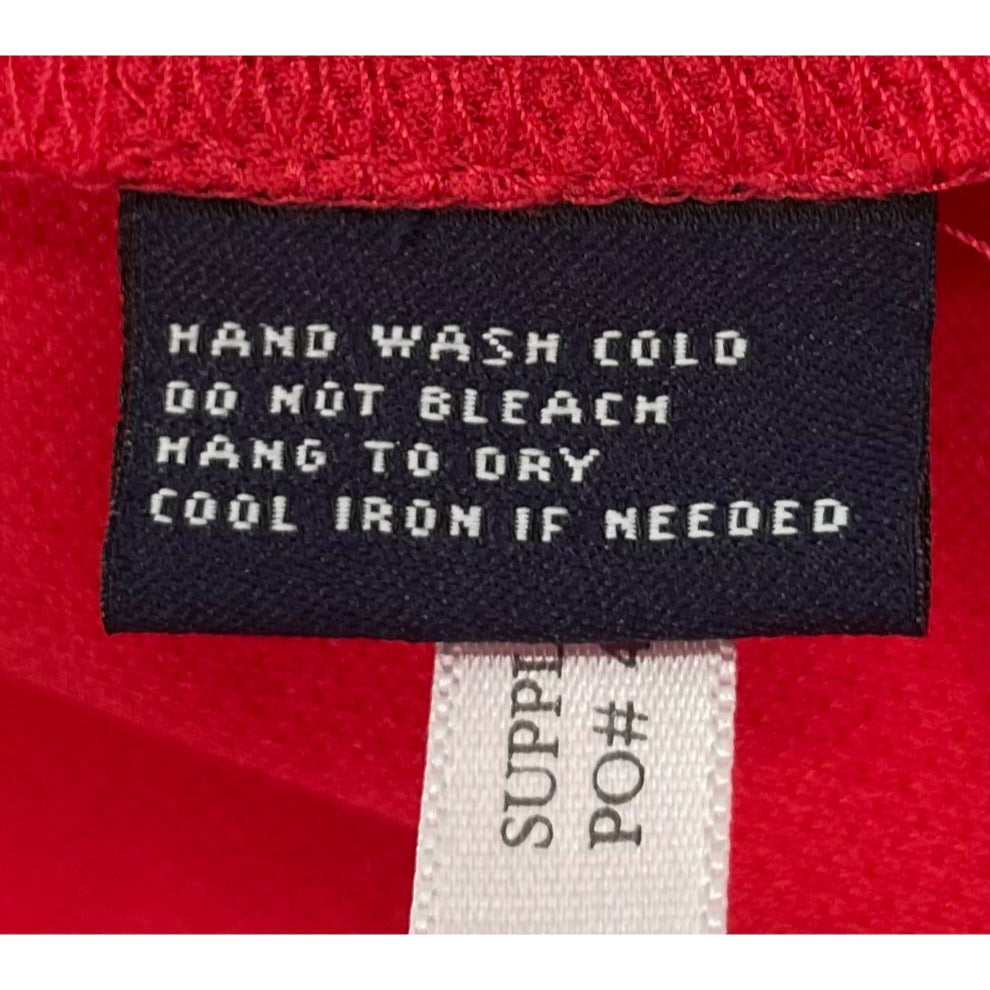 HAND WASH COLD
DO NOT BLEACH
HANG TO DRY
COOL IRON IF NEEDED
PO#